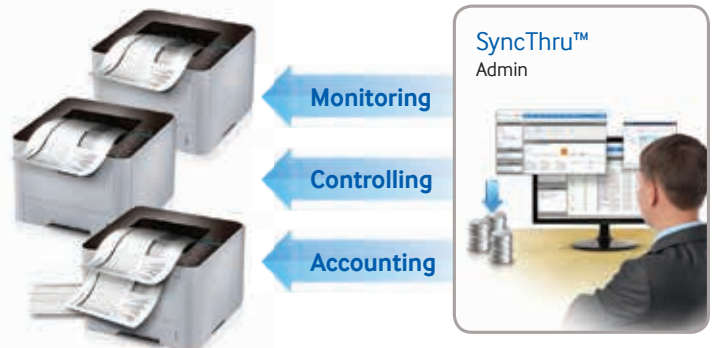 SyncThru™
Admin
Monitoring
Controlling
Accounting